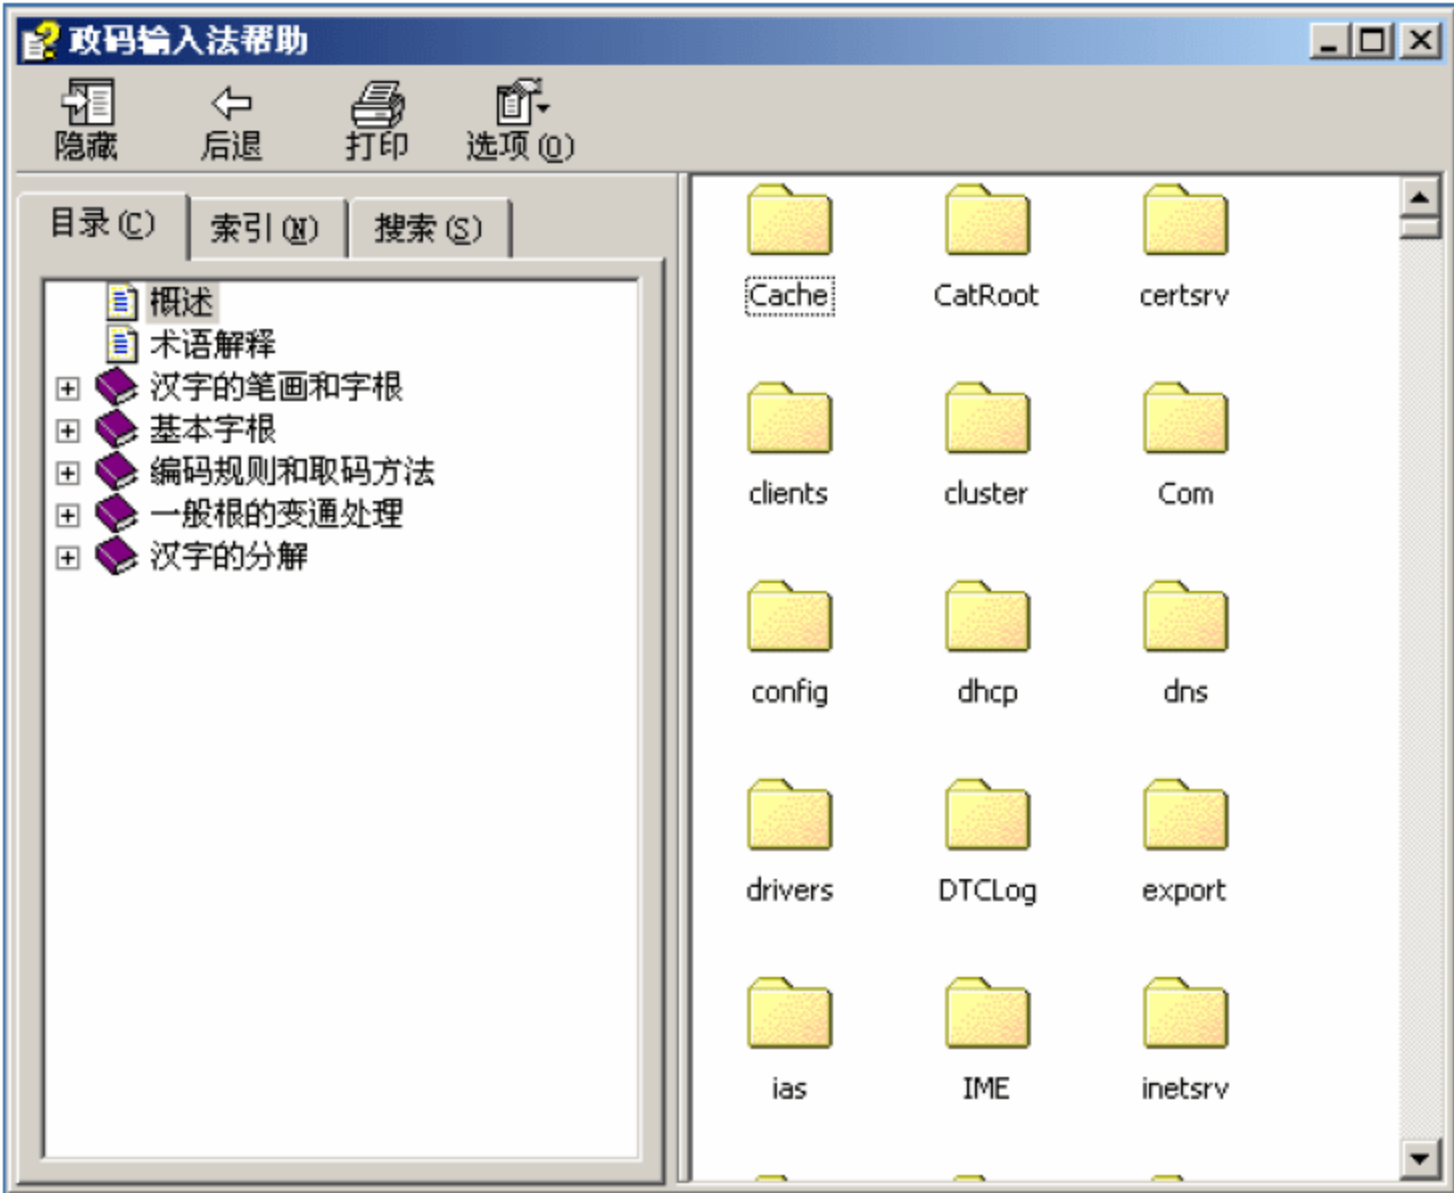 政码输入法帮助
隐藏 后退 打印 选项(O)
目录(C) 索引(N) 搜索(S)
概述
术语解释
汉字的笔画和字根
基本字根
编码规则和取码方法
一般根的变通处理
汉字的分解
Cache CatRoot certsrv
clients cluster Com
config dhcp dns
drivers DTCLog export
ias IME inetsrv